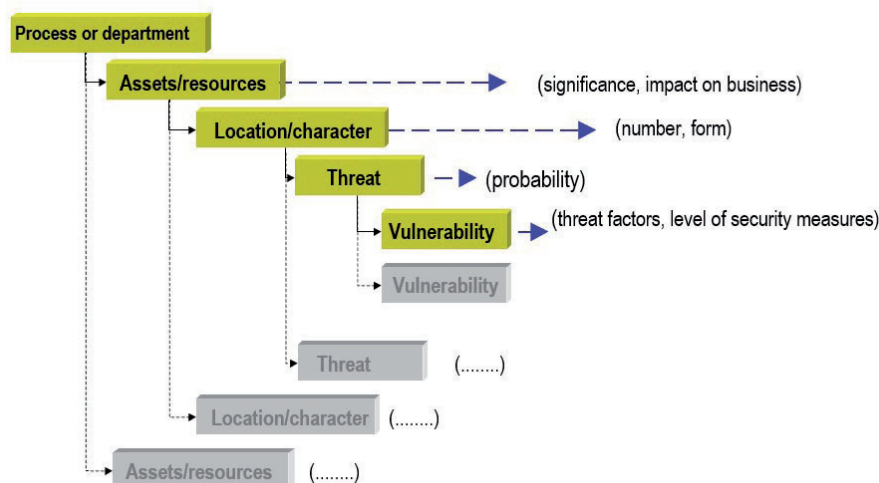 Process or department
Assets/resources
(significance, impact on business)
Location/character
(number, form)
Threat
(probability)
Vulnerability
(threat factors, level of security measures)
Vulnerability
Threat
(........)
Location/character
(........)
Assets/resources
(........)